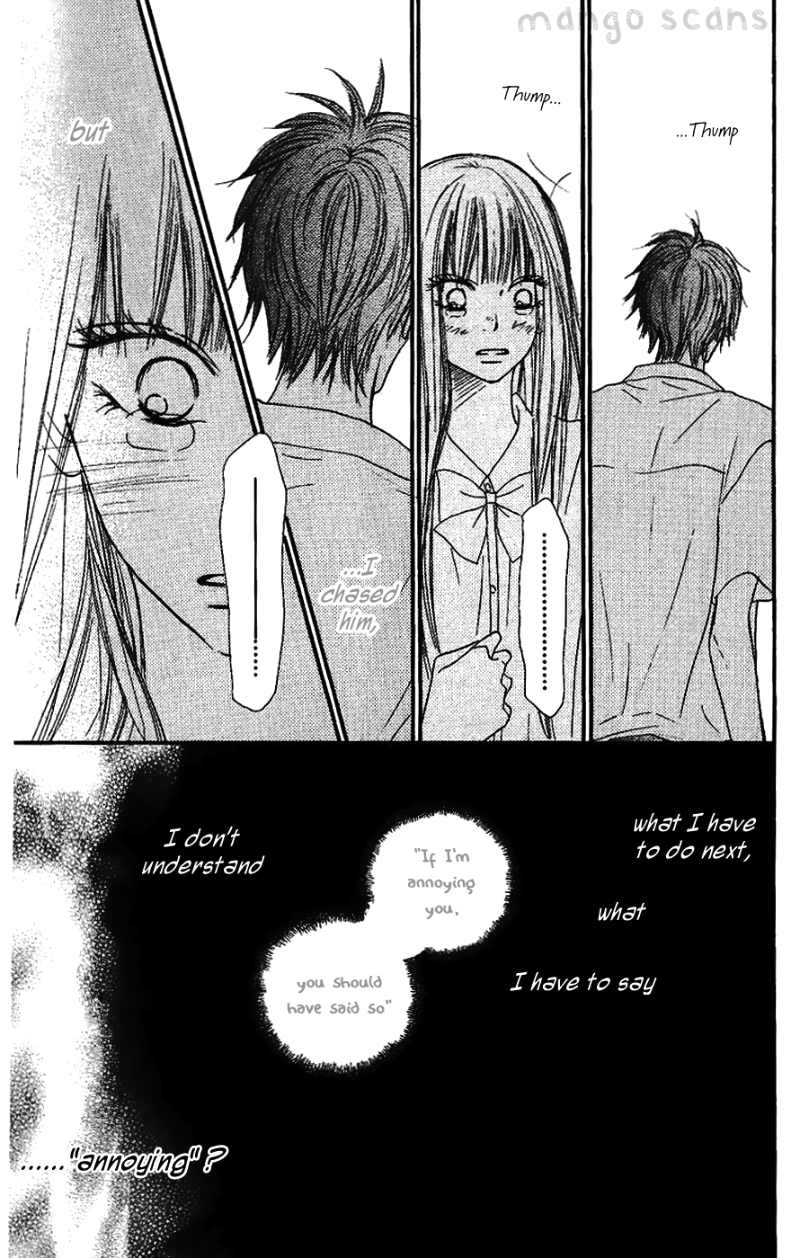 mango scans
...Thump
Thump...
...I
chased
him,
but
what I have
to do next,
what
I have to say
"If I'm
annoying
you,
you should
have said so"
I don't
understand
......"annoying"?